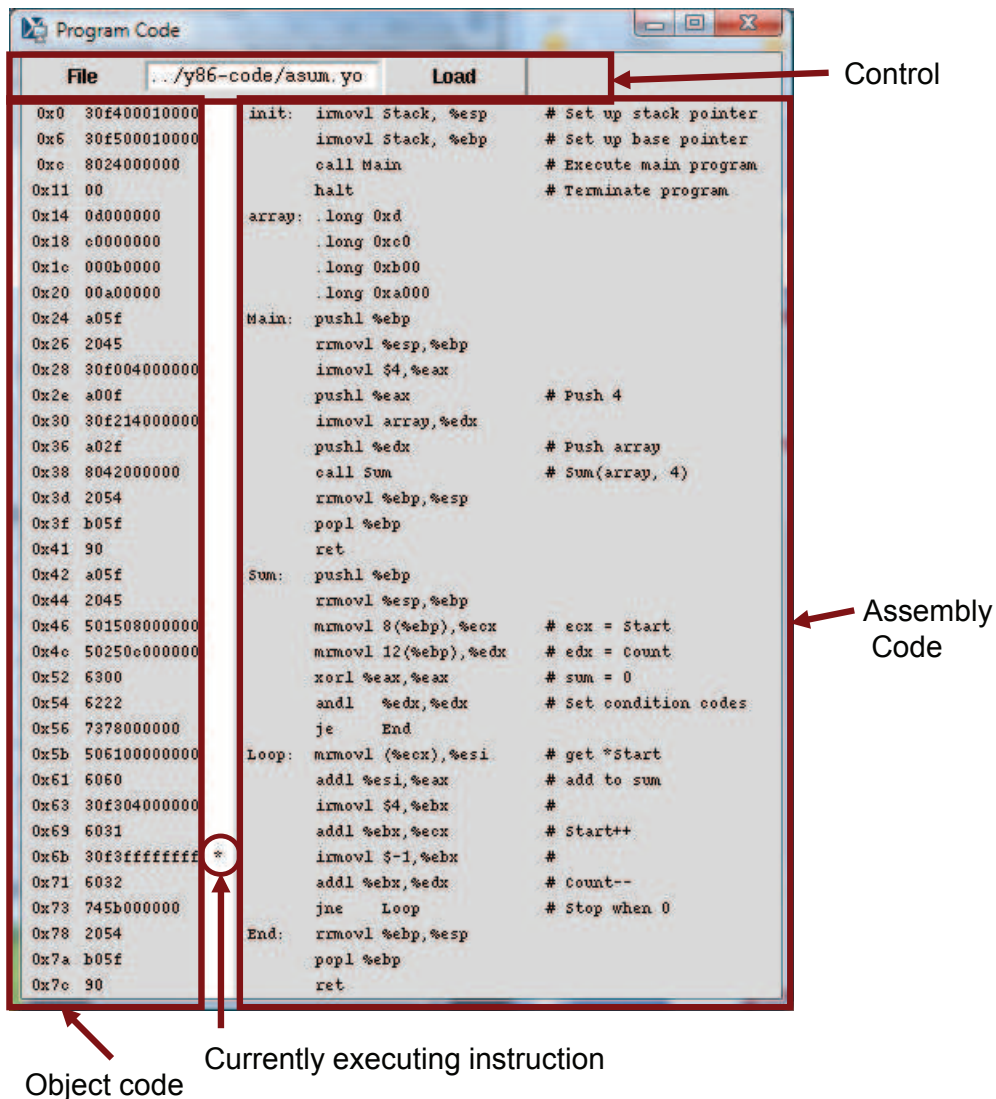 Program Code
File ../y86-code/asum.yo Load
Control
0x0 30f400010000 init: irmovl Stack, %esp # Set up stack pointer
0x6 30f500010000 irmovl Stack, %ebp # Set up base pointer
0xc 8024000000 call Main # Execute main program
0x11 00 halt # Terminate program
0x14 0d000000 array: .long 0xd
0x18 c0000000 .long 0xc0
0x1c 000b0000 .long 0xb00
0x20 00a00000 .long 0xa000
0x24 a05f Main: pushl %ebp
0x26 2045 rrmovl %esp,%ebp
0x28 30f004000000 irmovl $4,%eax
0x2e a00f pushl %eax # Push 4
0x30 30f214000000 irmovl array,%edx
0x36 a02f pushl %edx # Push array
0x38 8042000000 call Sum # Sum(array, 4)
0x3d 2054 rrmovl %ebp,%esp
0x3f b05f popl %ebp
0x41 90 ret
0x42 a05f Sum: pushl %ebp
0x44 2045 rrmovl %esp,%ebp
0x46 501508000000 mrmovl 8(%ebp),%ecx # ecx = Start
0x4c 50250c000000 mrmovl 12(%ebp),%edx # edx = Count
0x52 6300 xorl %eax,%eax # sum = 0
0x54 6222 andl %edx,%edx # Set condition codes
0x56 7378000000 je End
0x5b 506100000000 Loop: mrmovl (%ecx),%esi # get *Start
0x61 6060 addl %esi,%eax # add to sum
0x63 30f304000000 irmovl $4,%ebx #
0x69 6031 addl %ebx,%ecx # Start++
0x6b 30f3ffffffff * irmovl $-1,%ebx #
0x71 6032 addl %ebx,%edx # Count--
0x73 745b000000 jne Loop # Stop when 0
0x78 2054 End: rrmovl %ebp,%esp
0x7a b05f popl %ebp
0x7c 90 ret
Assembly
Code
Currently executing instruction
Object code